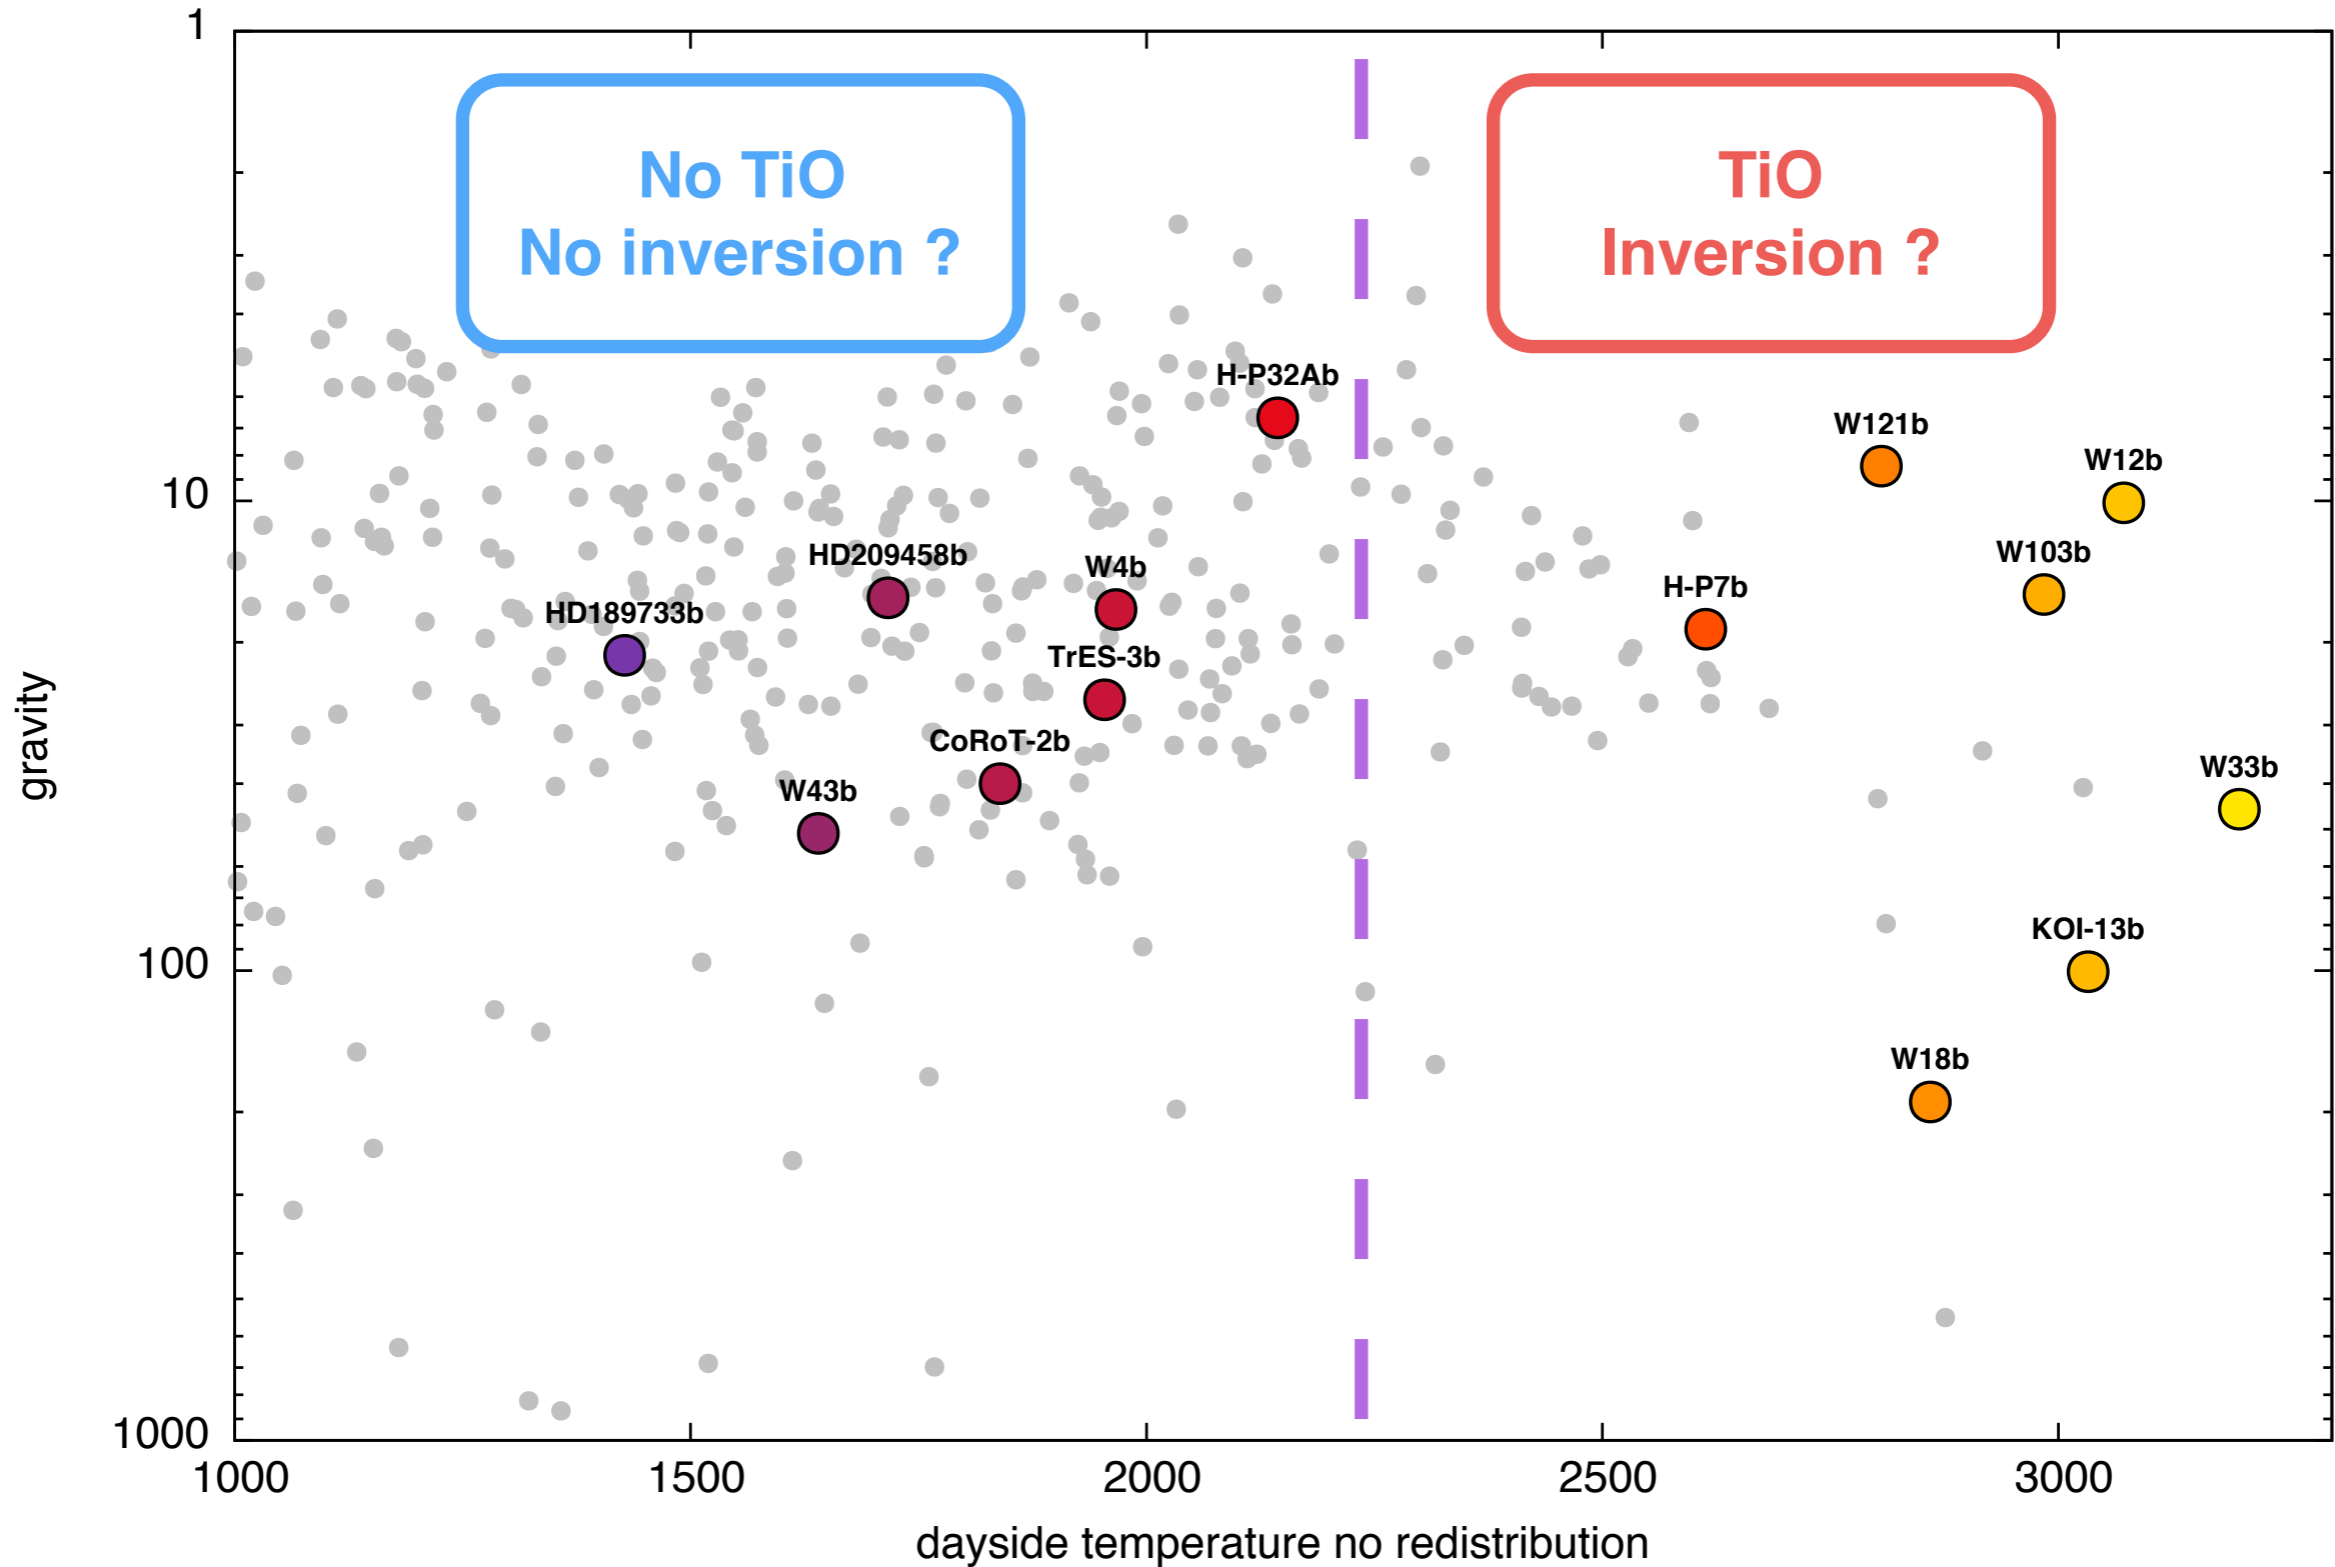 1
No TiO
No inversion ?
TiO
Inversion ?
H-P32Ab
W121b
W12b
10
HD209458b
W4b
W103b
H-P7b
HD189733b
TrES-3b
gravity
CoRoT-2b
W43b
W33b
KOI-13b
100
W18b
1000
1000
1500
2000
2500
3000
dayside temperature no redistribution